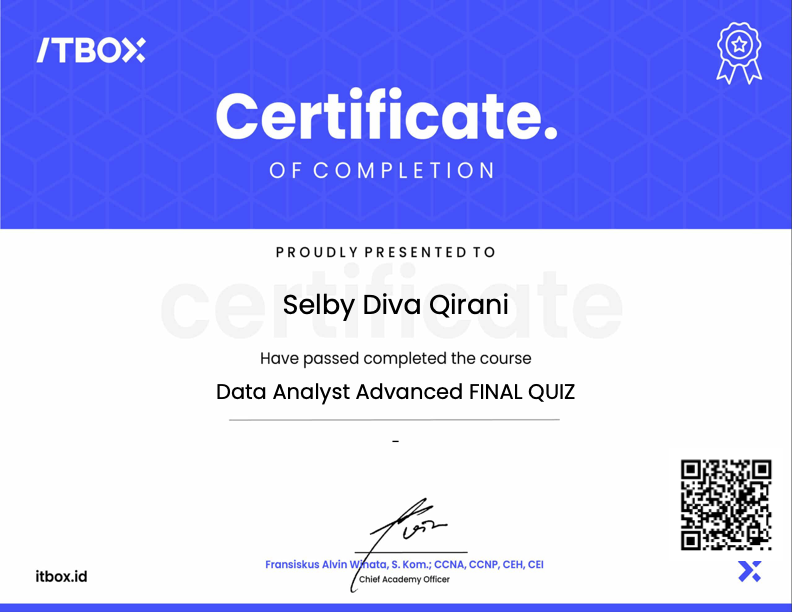 ITBOX
Certificate.
OF COMPLETION
PROUDLY PRESENTED TO
certificate
Selby Diva Qirani
Have passed completed the course
Data Analyst Advanced FINAL QUIZ
-
Fransiskus Alvin Winata, S. Kom.; CCNA, CCNP, CEH, CEI
Chief Academy Officer
itbox.id